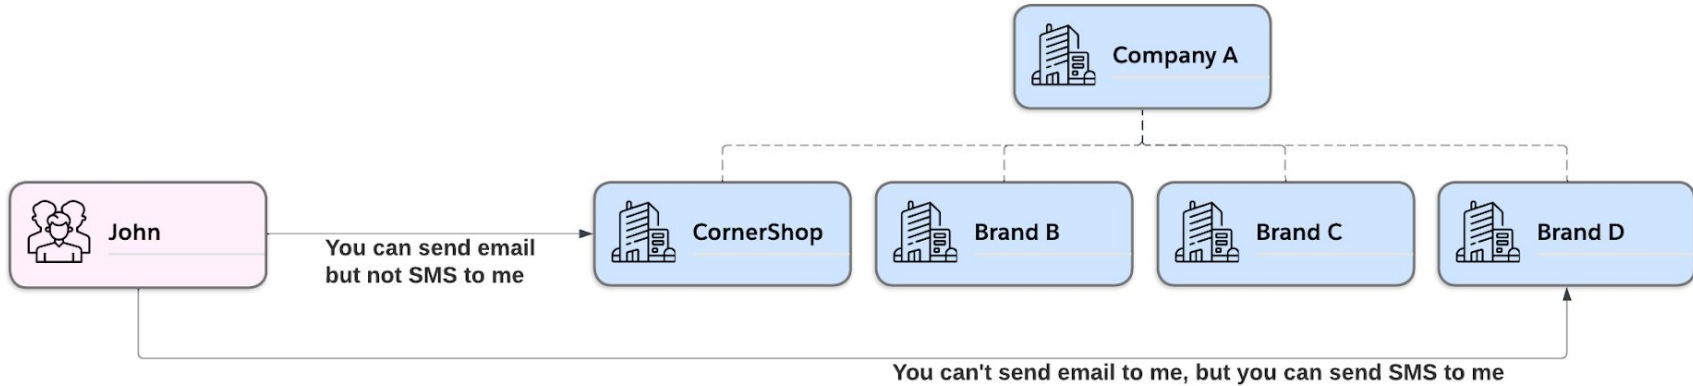 Company A
John
You can send email
but not SMS to me
CornerShop
Brand B
Brand C
Brand D
You can't send email to me, but you can send SMS to me